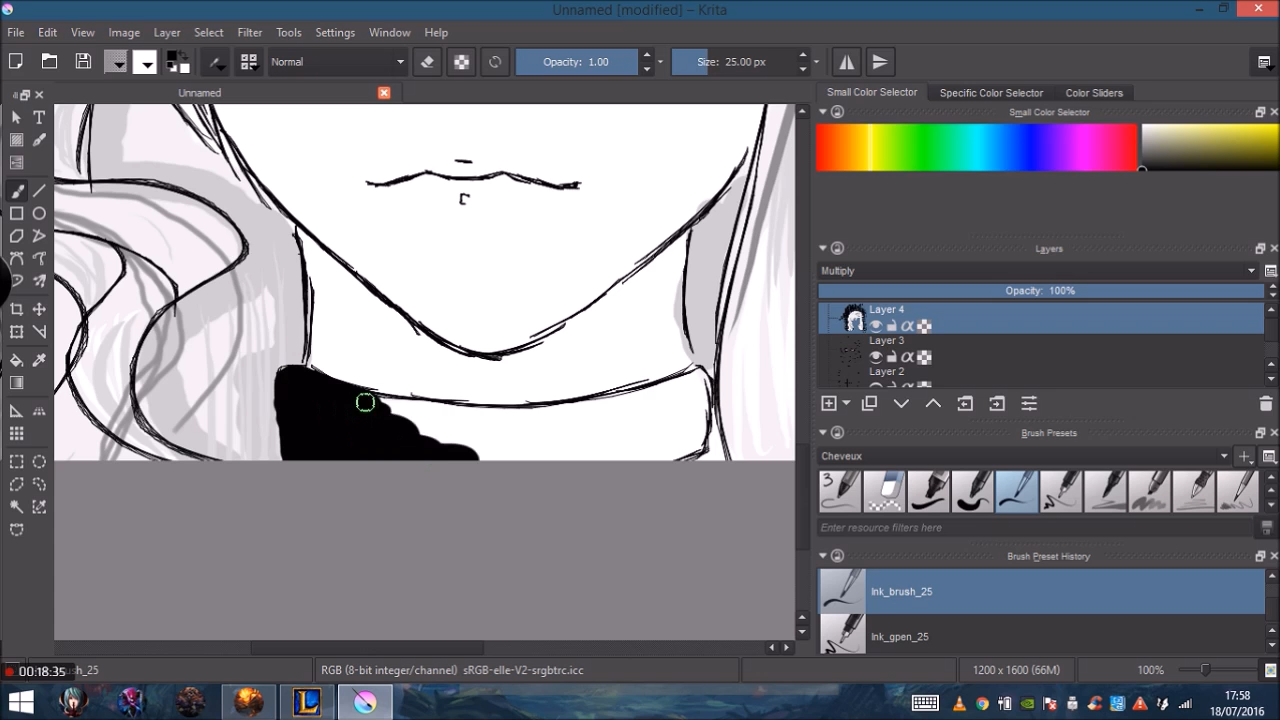 Unnamed [modified] – Krita
File Edit View Image Layer Select Filter Tools Settings Window Help
Normal Opacity: 1.00 Size: 25.00 px
Unnamed
Small Color Selector Specific Color Selector Color Sliders
Small Color Selector
Layers
Multiply
Opacity: 100%
Layer 4
Layer 3
Layer 2
Brush Presets
Cheveux
3
Enter resource filters here
Brush Preset History
Ink_brush_25
Ink_gpen_25
00:18:35 sh_25 RGB (8-bit integer/channel) sRGB-elle-V2-srgbtrc.icc 1200 x 1600 (66M) 100%
17:58
18/07/2016